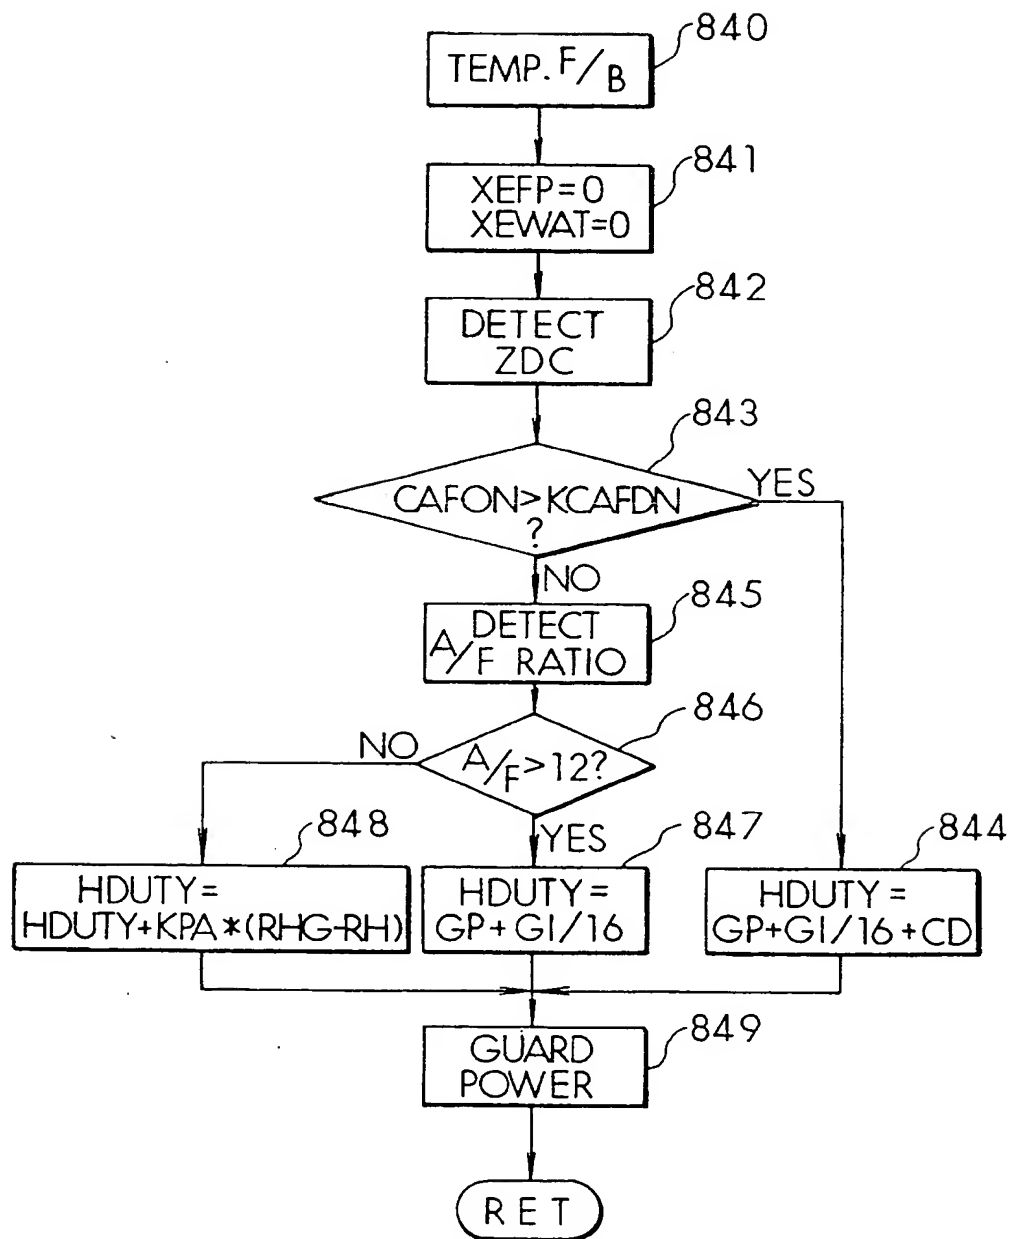 840
TEMP. F/B
841
XEFP=0
XEWAT=0
842
DETECT
ZDC
843
CAFON>KCAFDN
?
YES
NO
845
DETECT
A/F RATIO
846
NO
A/F>12?
848
YES
847
844
HDUTY=
HDUTY+KPA*(RHG-RH)
HDUTY=
GP+GI/16
HDUTY=
GP+GI/16+CD
849
GUARD
POWER
RET